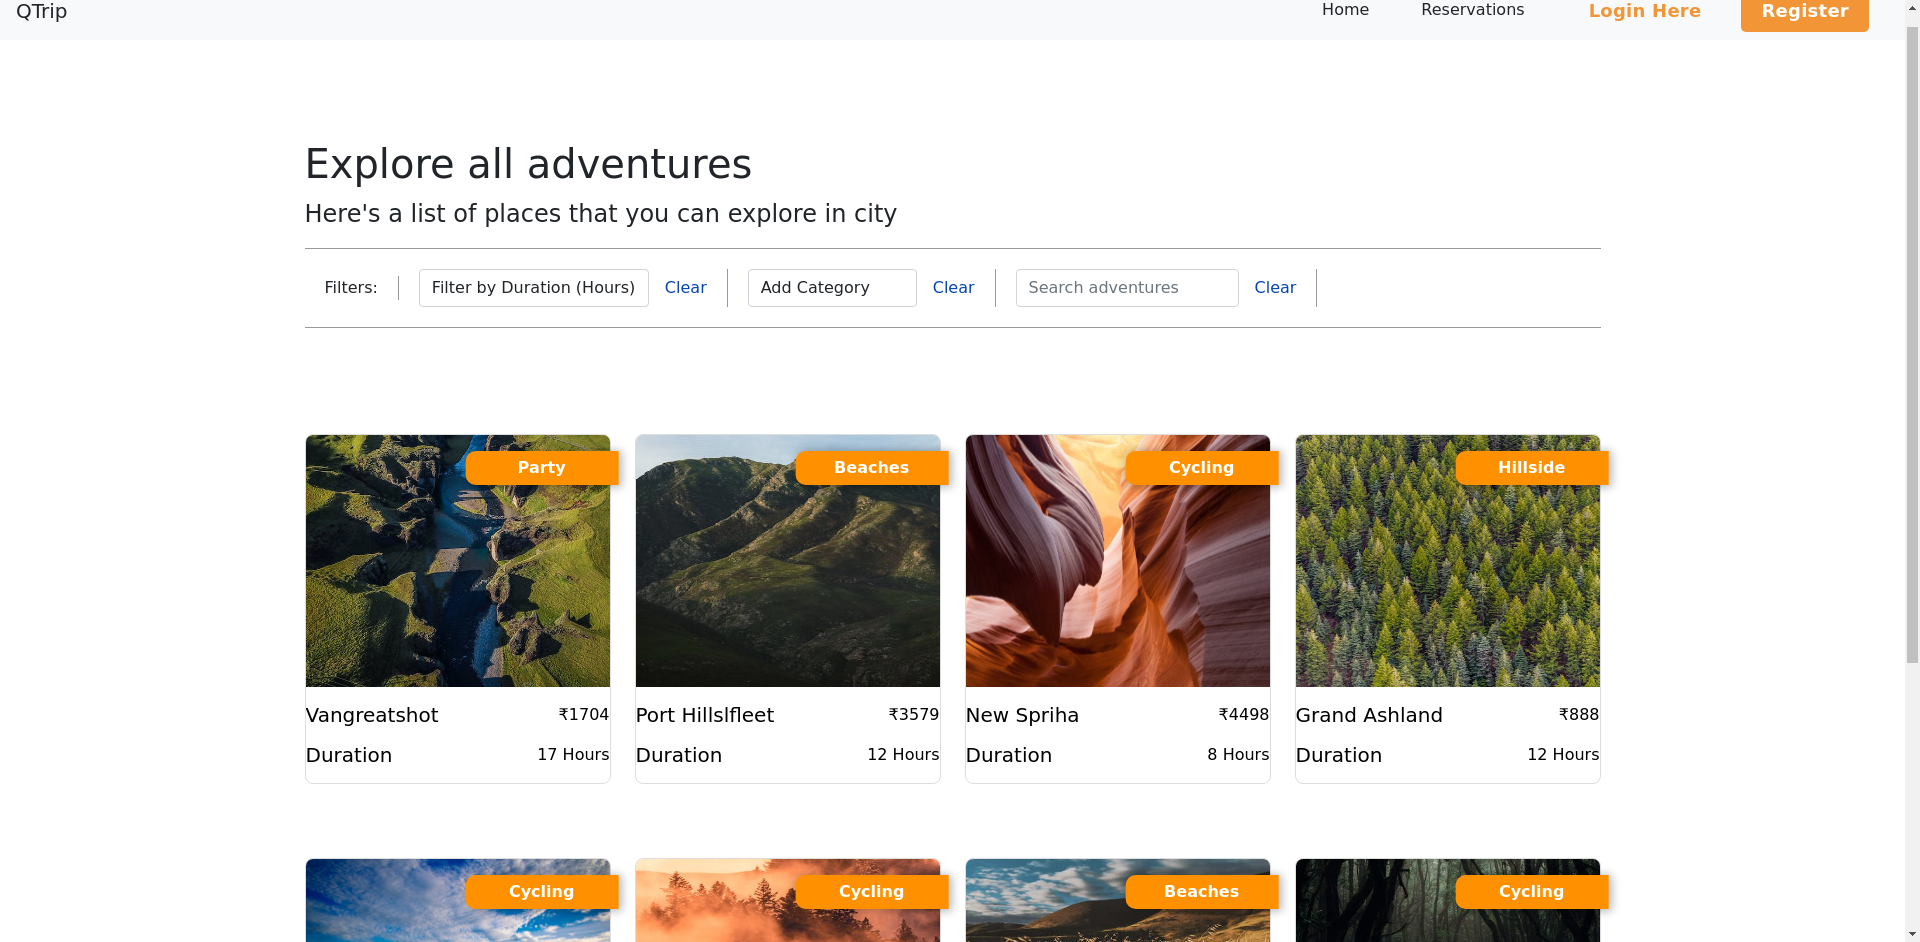 QTrip Home Reservations Login Here Register
Explore all adventures
Here's a list of places that you can explore in city
Filters: Filter by Duration (Hours) Clear Add Category Clear Search adventures Clear
Party Beaches Cycling Hillside
Vangreatshot ₹1704 Port Hillslfleet ₹3579 New Spriha ₹4498 Grand Ashland ₹888
Duration 17 Hours Duration 12 Hours Duration 8 Hours Duration 12 Hours
Cycling Cycling Beaches Cycling